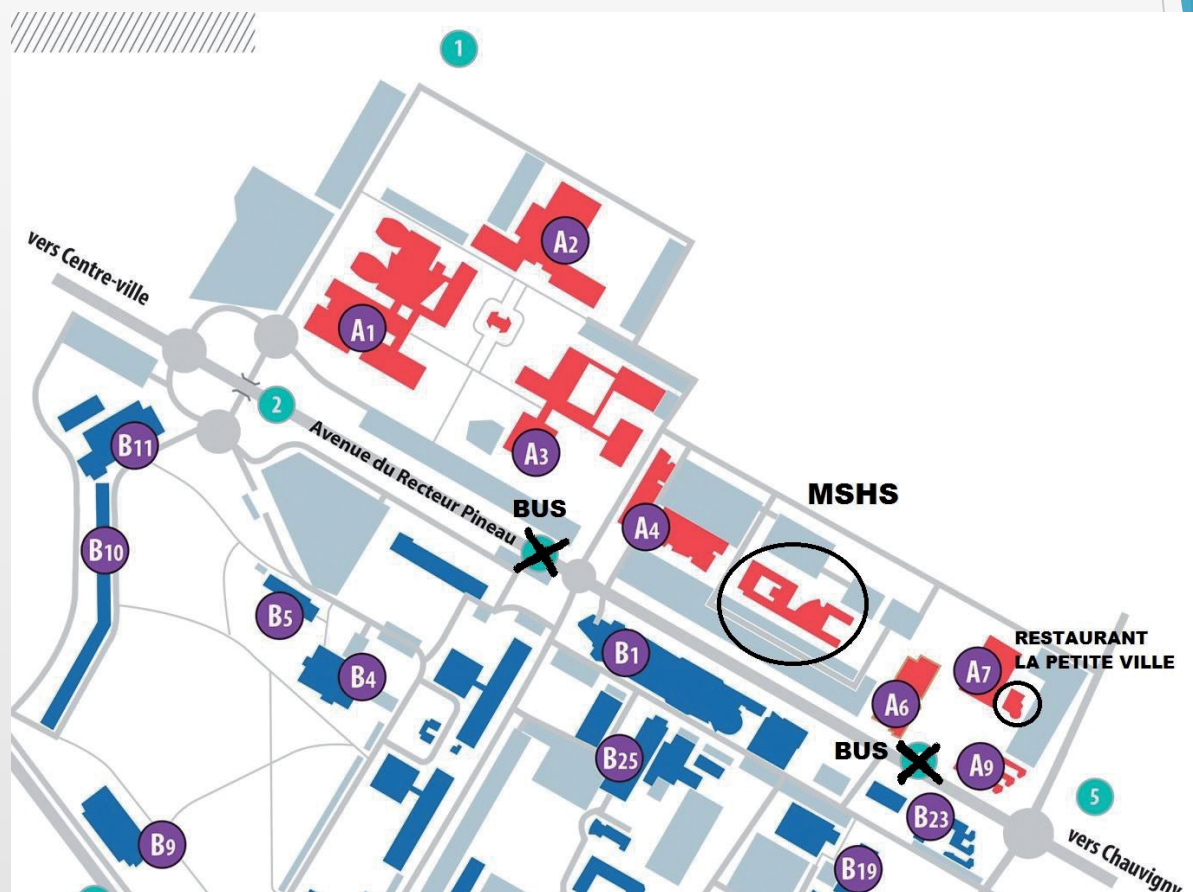 1
A2
vers Centre-ville
A1
2
B11
A3
Avenue du Recteur Pineau
MSHS
BUS
A4
B10
B5
B1
RESTAURANT
LA PETITE VILLE
A7
B4
A6
BUS
B25
A9
5
B23
vers Chauvigny
B9
B19